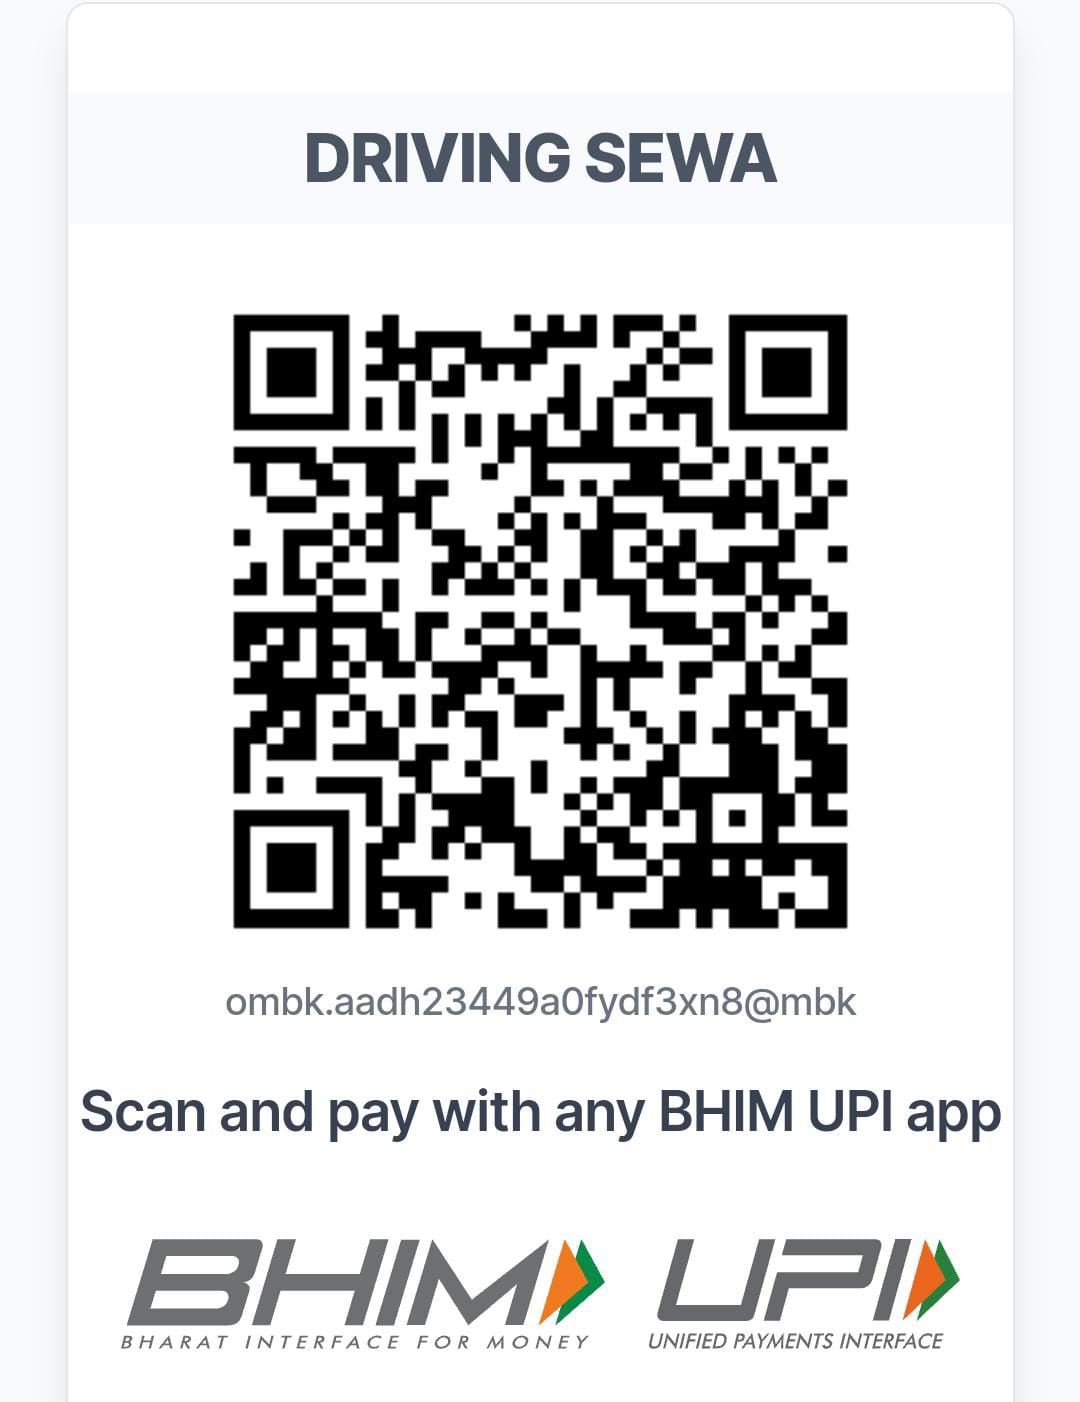 DRIVING SEWA
ombk.aadh23449a0fydf3xn8@mbk
Scan and pay with any BHIM UPI app
BHIM UPI
BHARAT INTERFACE FOR MONEY UNIFIED PAYMENTS INTERFACE